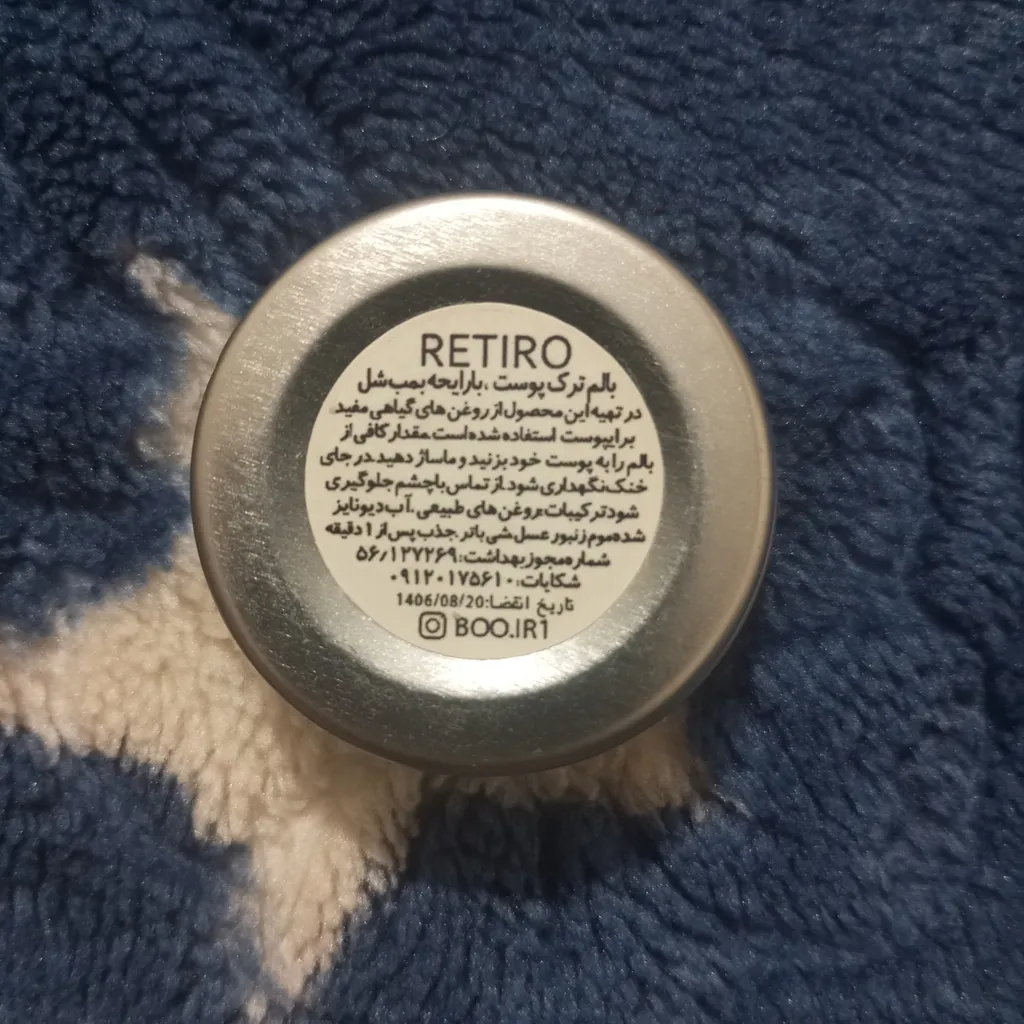 RETIRO
بالم ترک پوست ،بارایحه بمب شل
در تهیه این محصول از روغن های گیاهی مفید
برایپوست استفاده شده است.مقدار کافی از
بالم را به پوست خود بزنید و ماساژ دهید.در جای
خنک نگهداری شود.از تماس باچشم جلوگیری
شود ترکیبات:روغن های طبیعی .آب دیونایز
شده موم زنبور عسل شی باتر.جذب پس از ۱ دقیقه
شماره مجوز بهداشت:۵۶/۱۲۷۲۶۹
شکایات:۰۹۱۲۰۱۷۵۶۱۰
تاریخ انقضا:1406/08/20
BOO.IR1